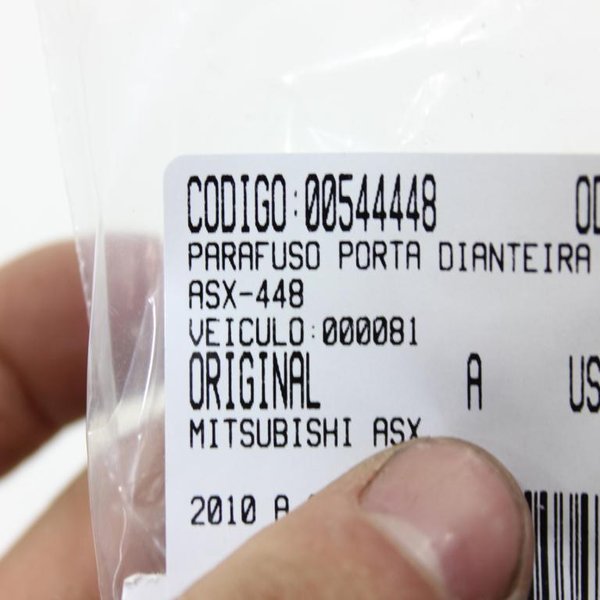 CODIGO:00544448
PARAFUSO PORTA DIANTEIRA
ASX-448
VEICULO:000081
ORIGINAL A
MITSUBISHI ASX
2010 A